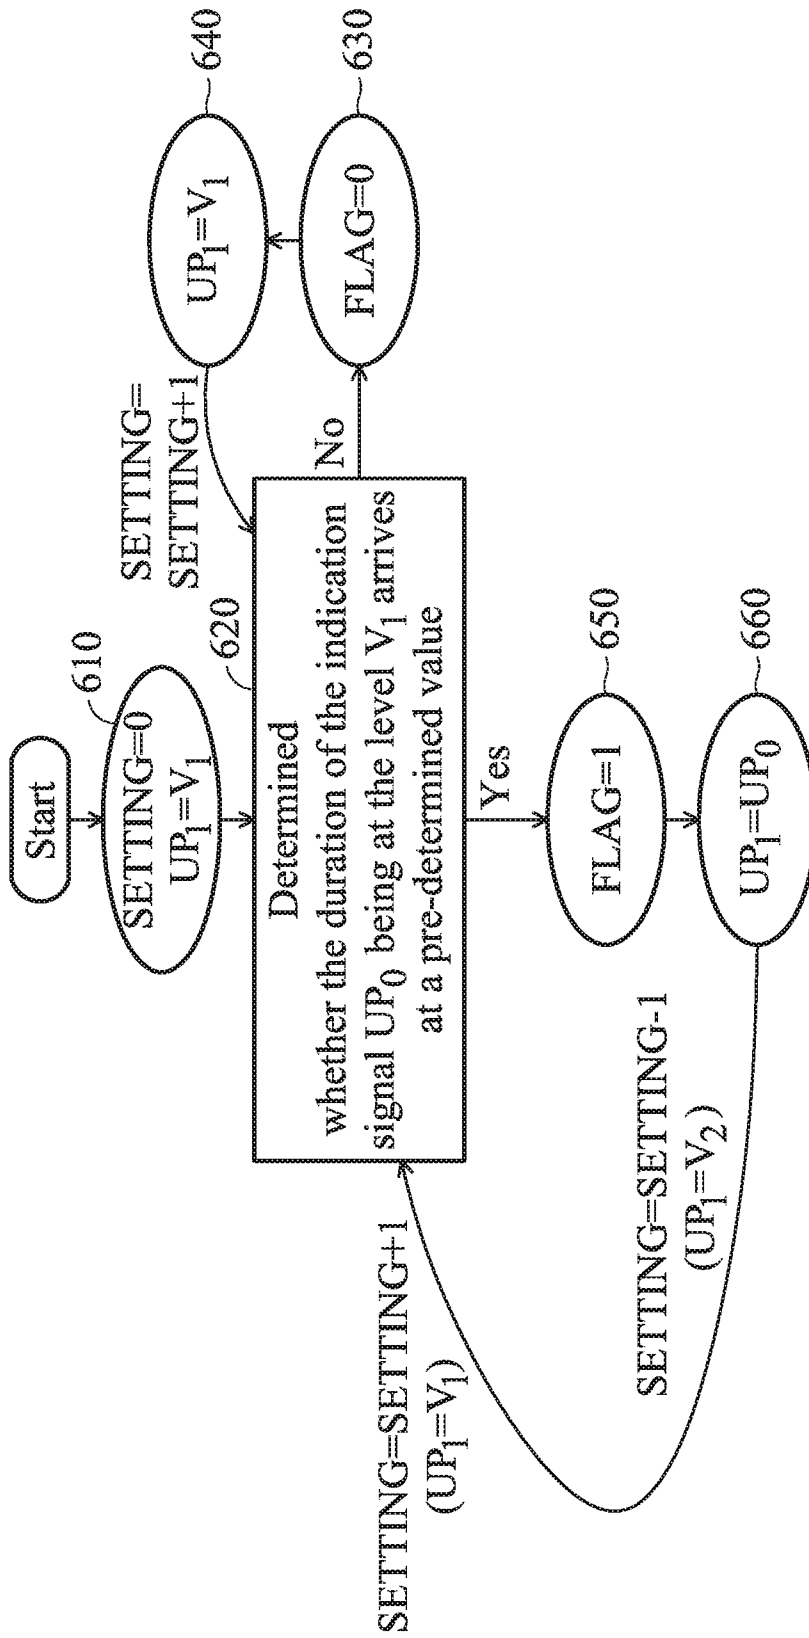 Start
610
SETTING=0
UP1=V1
620
Determined
whether the duration of the indication
signal UP0 being at the level V1 arrives
at a pre-determined value
No
FLAG=0
630
UP1=V1
640
SETTING=
SETTING+1
Yes
FLAG=1
650
UP1=UP0
660
SETTING=SETTING-1
(UP1=V2)
SETTING=SETTING+1
(UP1=V1)